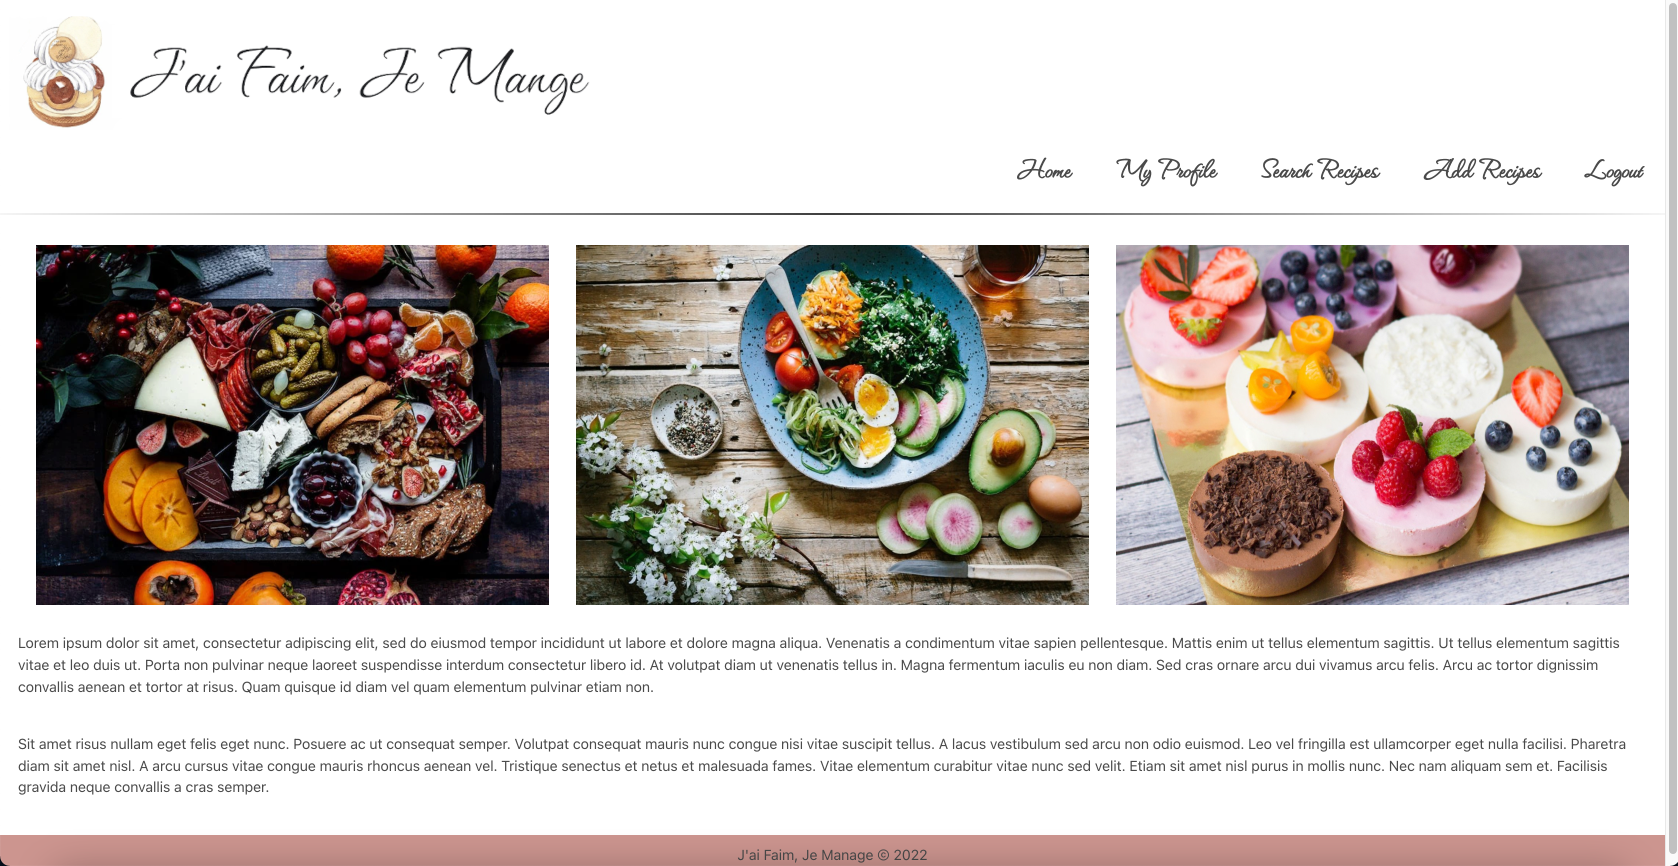 J'ai Faim, Je Mange
Home My Profile Search Recipes Add Recipes Logout
Lorem ipsum dolor sit amet, consectetur adipiscing elit, sed do eiusmod tempor incididunt ut labore et dolore magna aliqua. Venenatis a condimentum vitae sapien pellentesque. Mattis enim ut tellus elementum sagittis. Ut tellus elementum sagittis
vitae et leo duis ut. Porta non pulvinar neque laoreet suspendisse interdum consectetur libero id. At volutpat diam ut venenatis tellus in. Magna fermentum iaculis eu non diam. Sed cras ornare arcu dui vivamus arcu felis. Arcu ac tortor dignissim
convallis aenean et tortor at risus. Quam quisque id diam vel quam elementum pulvinar etiam non.
Sit amet risus nullam eget felis eget nunc. Posuere ac ut consequat semper. Volutpat consequat mauris nunc congue nisi vitae suscipit tellus. A lacus vestibulum sed arcu non odio euismod. Leo vel fringilla est ullamcorper eget nulla facilisi. Pharetra
diam sit amet nisl. A arcu cursus vitae congue mauris rhoncus aenean vel. Tristique senectus et netus et malesuada fames. Vitae elementum curabitur vitae nunc sed velit. Etiam sit amet nisl purus in mollis nunc. Nec nam aliquam sem et. Facilisis
gravida neque convallis a cras semper.
J'ai Faim, Je Manage © 2022